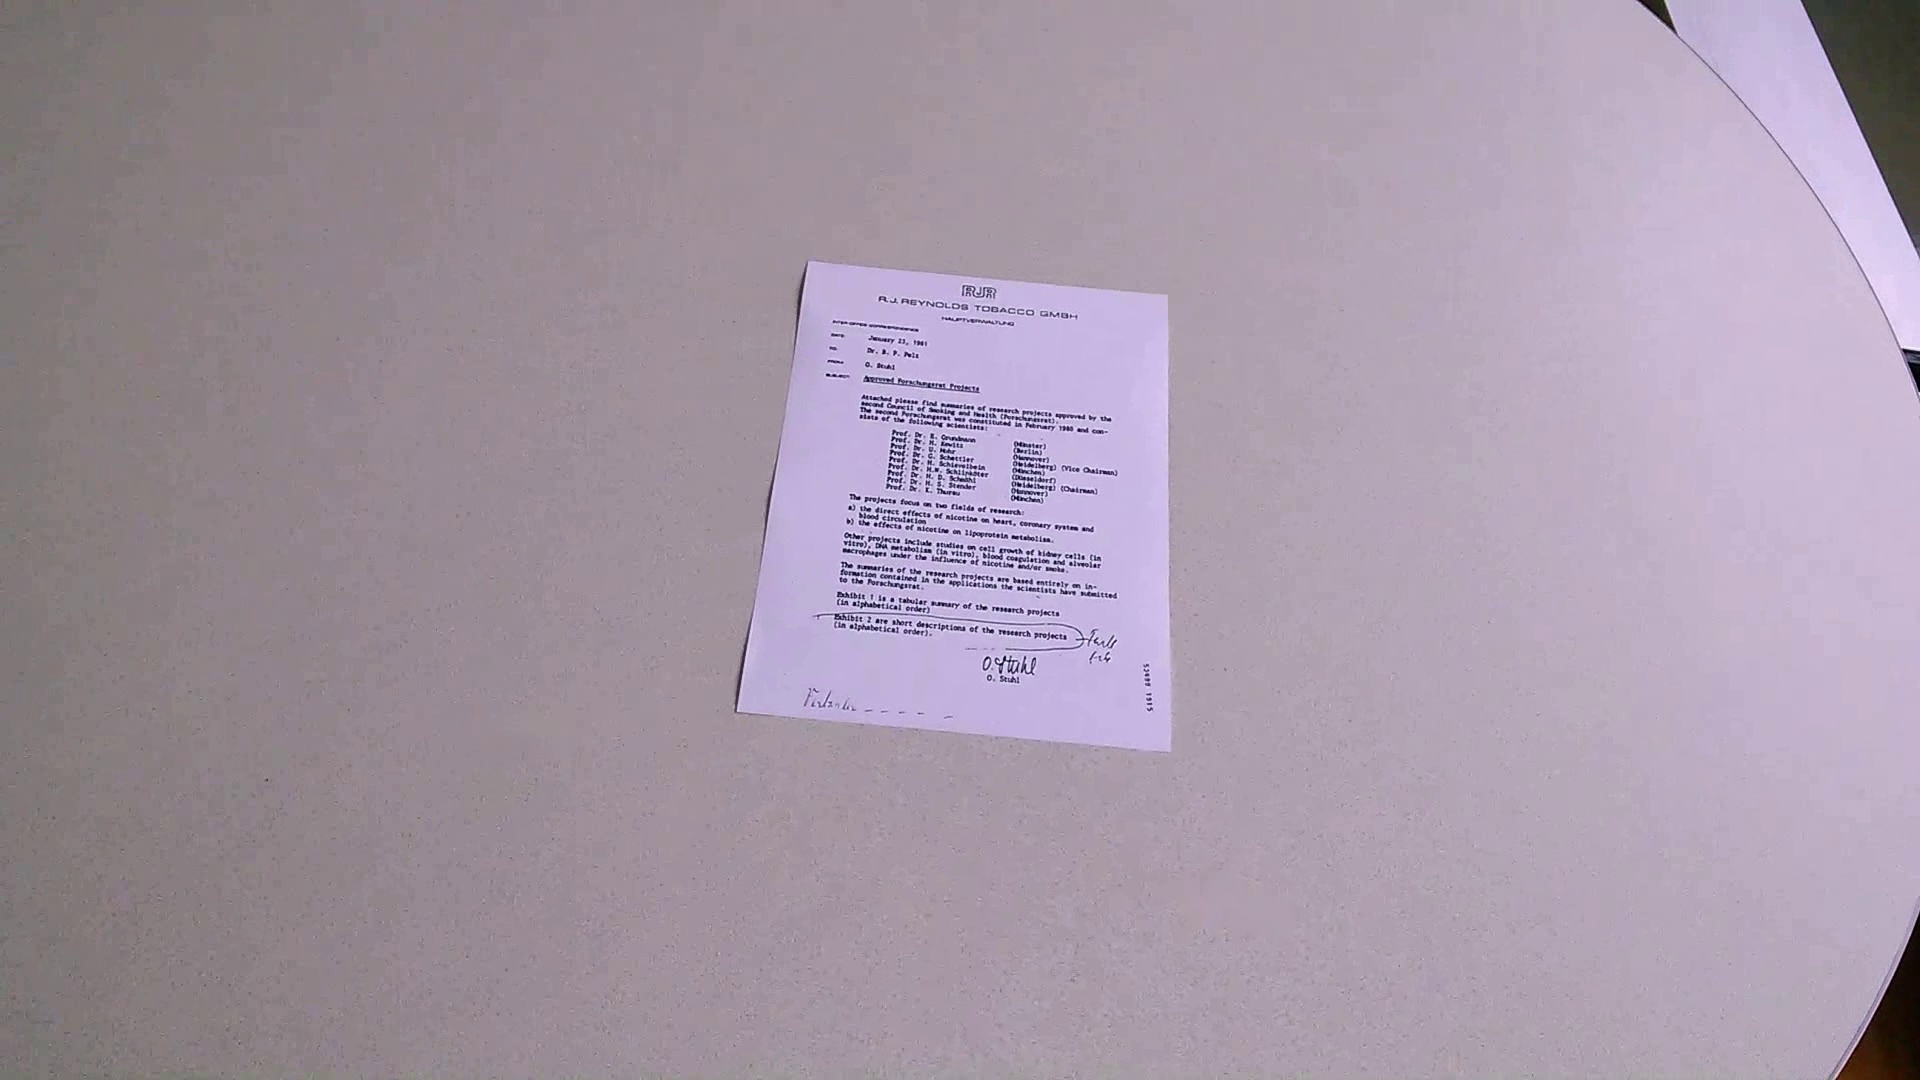 RJR
R.J. REYNOLDS TOBACCO GMBH
HAUPTVERWALTUNG
INTER-OFFICE CORRESPONDENCE
DATE: January 23, 1981
TO: Dr. B. P. Pelz
FROM: O. Stuhl
SUBJECT: Approved Forschungsrat Projects
Attached please find summaries of research projects approved by the
second Council of Smoking and Health (Forschungsrat).
The second Forschungsrat was constituted in February 1980 and con-
sists of the following scientists:
Prof. Dr. E. Grundmann (Münster)
Prof. Dr. H. Kewitz (Berlin)
Prof. Dr. U. Mohr (Hannover)
Prof. Dr. G. Schettler (Heidelberg) (Vice Chairman)
Prof. Dr. H. Schievelbein (München)
Prof. Dr. H.W. Schlipköter (Düsseldorf)
Prof. Dr. H. D. Schmähl (Heidelberg) (Chairman)
Prof. Dr. H. S. Stender (Hannover)
Prof. Dr. K. Thurau (München)
The projects focus on two fields of research:
a) the direct effects of nicotine on heart, coronary system and
blood circulation
b) the effects of nicotine on lipoprotein metabolism.
Other projects include studies on cell growth of kidney cells (in
vitro), DNA metabolism (in vitro), blood coagulation and alveolar
macrophages under the influence of nicotine and/or smoke.
The summaries of the research projects are based entirely on in-
formation contained in the applications the scientists have submitted
to the Forschungsrat.
Exhibit 1 is a tabular summary of the research projects
(in alphabetical order)
Exhibit 2 are short descriptions of the research projects
(in alphabetical order).
O. Stuhl
O. Stuhl